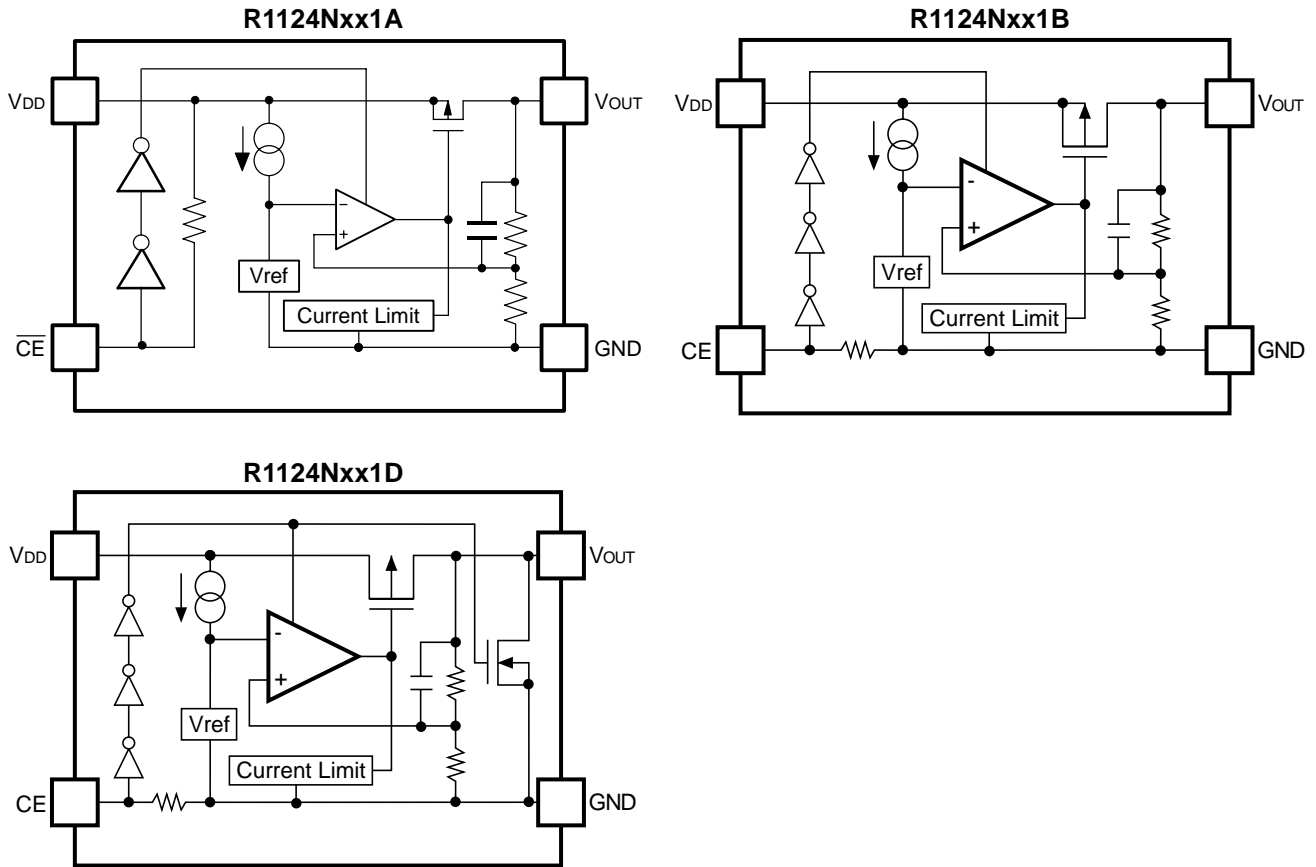 R1124Nxx1A
VDD
VOUT
−
+
Vref
Current Limit
C̅E̅
GND
R1124Nxx1B
VDD
VOUT
-
+
Vref
Current Limit
CE
GND
R1124Nxx1D
VDD
VOUT
-
+
Vref
Current Limit
CE
GND